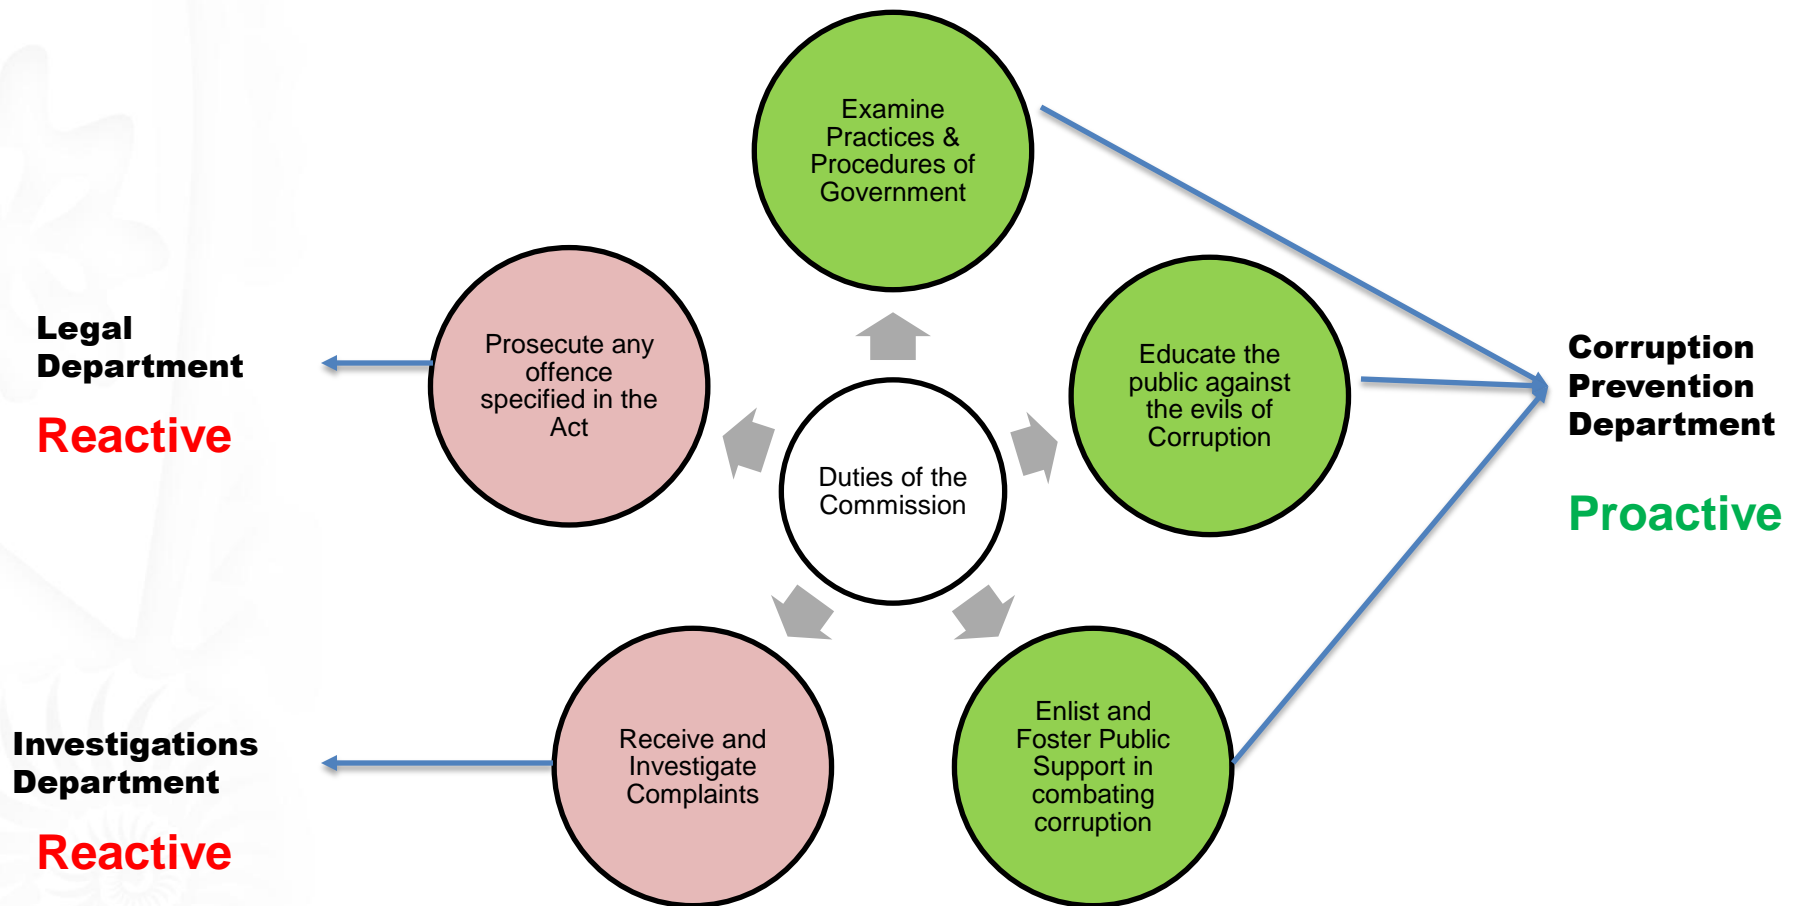 Examine
Practices &
Procedures of
Government
Legal
Department
Reactive
Prosecute any
offence
specified in the
Act
Educate the
public against
the evils of
Corruption
Corruption
Prevention
Department
Proactive
Duties of the
Commission
Investigations
Department
Reactive
Receive and
Investigate
Complaints
Enlist and
Foster Public
Support in
combating
corruption